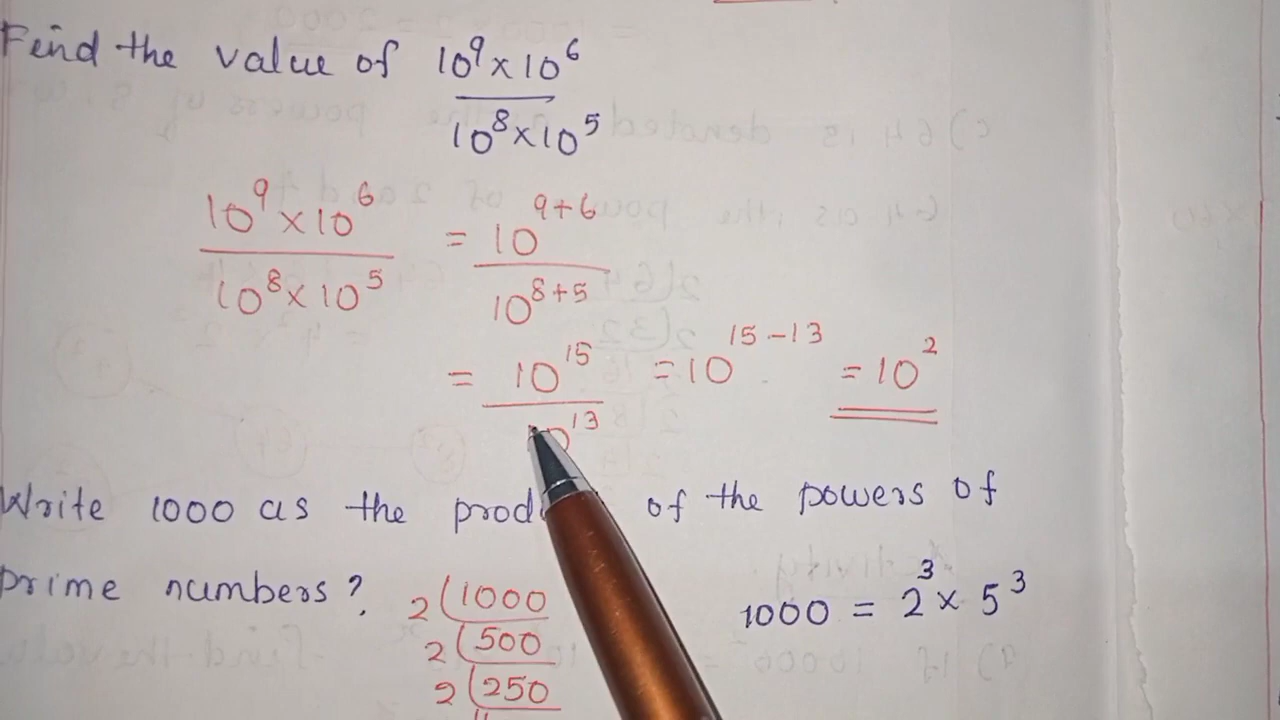 Find the value of 10⁹ × 10⁶
10⁸ × 10⁵
10⁹ × 10⁶ = 10⁹⁺⁶
10⁸ × 10⁵ 10⁸⁺⁵
= 10¹⁵ = 10¹⁵⁻¹³ = 10²
10¹³
Write 1000 as the of the powers of
prime numbers?
2 1000 1000 = 2³ × 5³
2 500
2 250